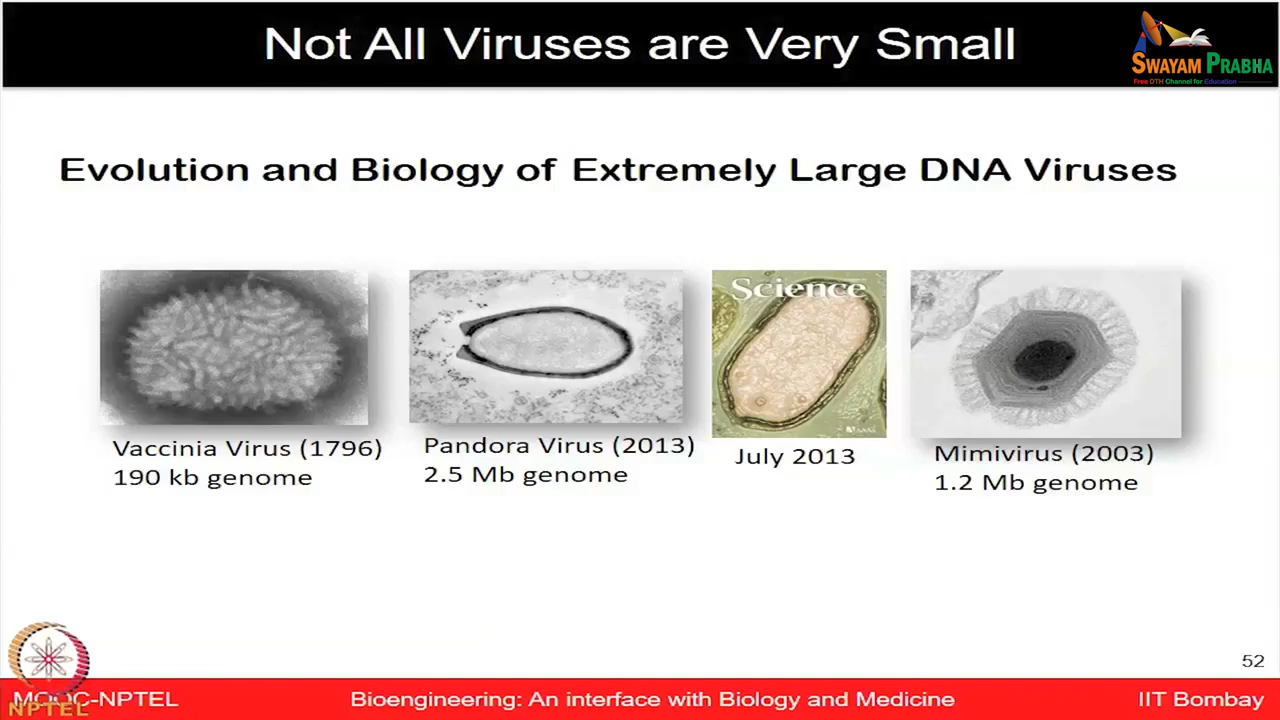 Not All Viruses are Very Small
SWAYAM PRABHA
Free DTH Channel for Education
Evolution and Biology of Extremely Large DNA Viruses
Science
Vaccinia Virus (1796)
190 kb genome
Pandora Virus (2013)
2.5 Mb genome
July 2013
Mimivirus (2003)
1.2 Mb genome
52
MOOC-NPTEL
NPTEL
Bioengineering: An interface with Biology and Medicine
IIT Bombay